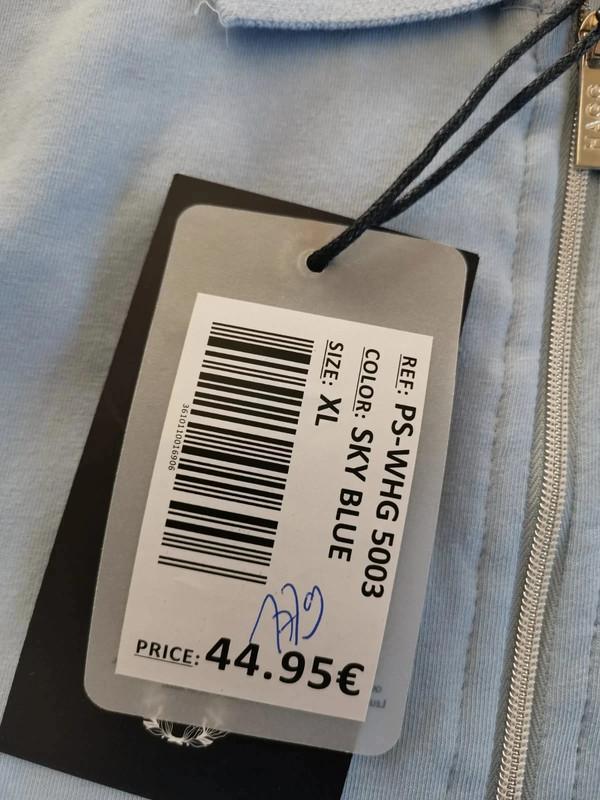 REF: PS-WHG 5003
COLOR: SKY BLUE
SIZE: XL
3610110016906
PRICE: 44.95€